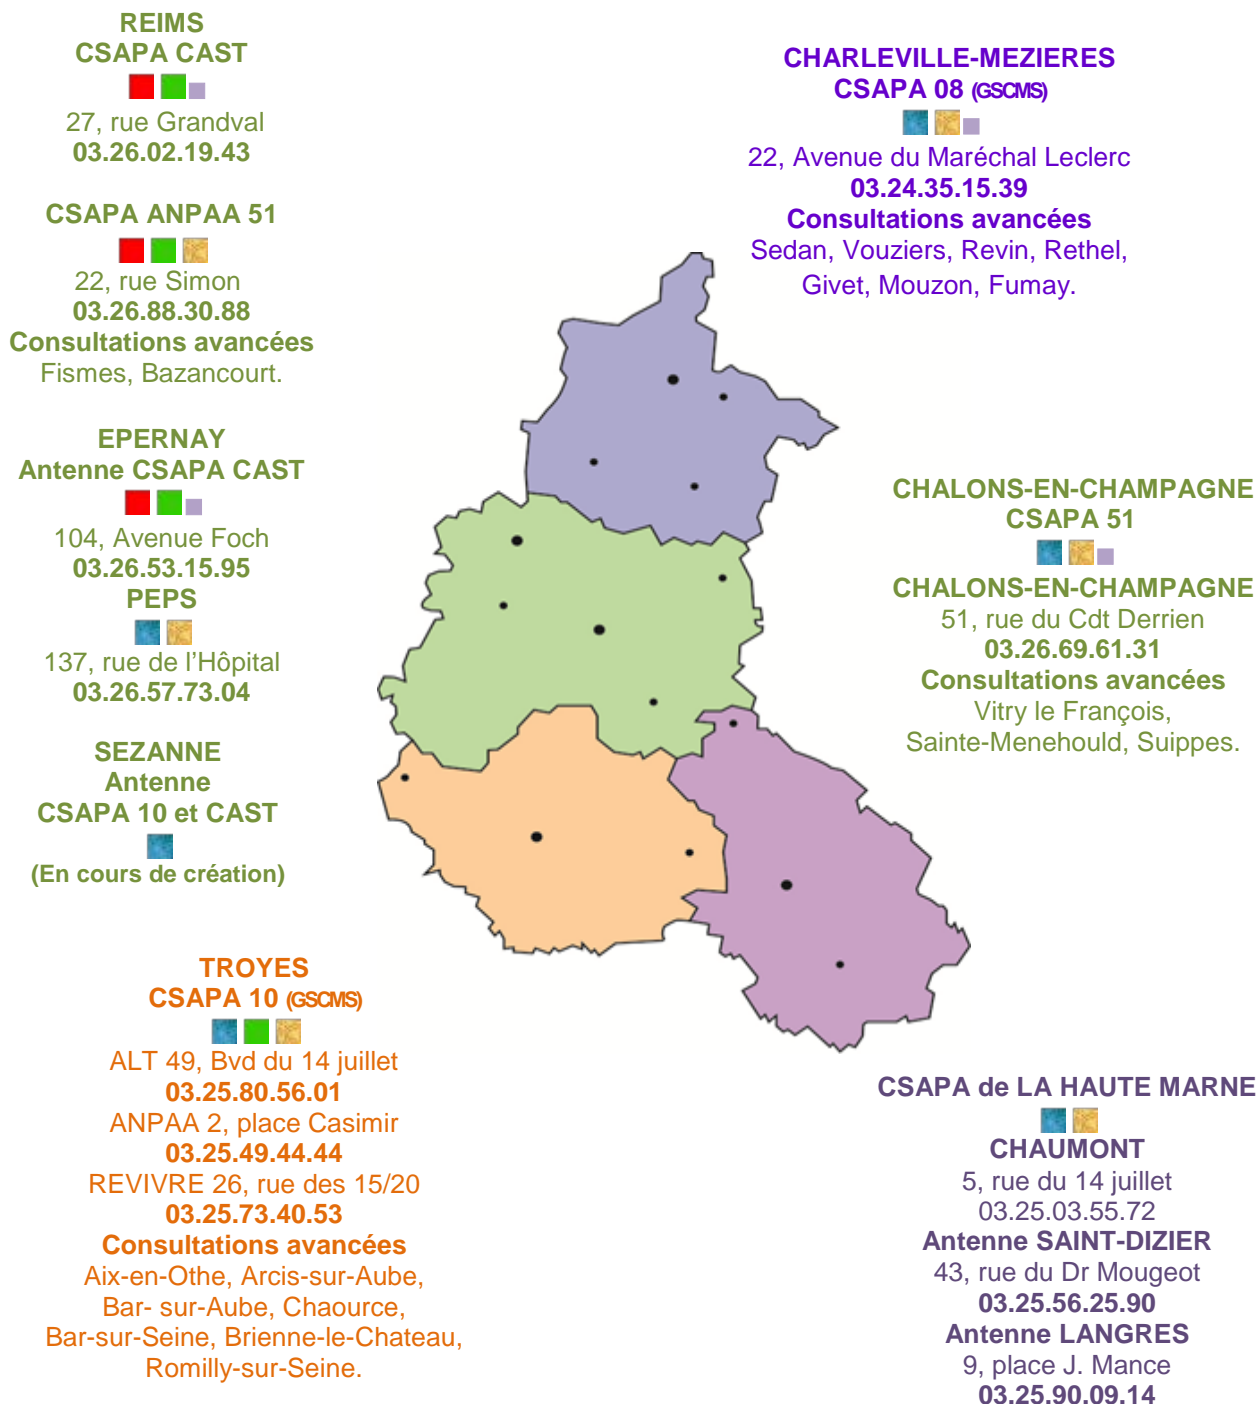 REIMS
CSAPA CAST
27, rue Grandval
03.26.02.19.43
CSAPA ANPAA 51
22, rue Simon
03.26.88.30.88
Consultations avancées
Fismes, Bazancourt.
EPERNAY
Antenne CSAPA CAST
104, Avenue Foch
03.26.53.15.95
PEPS
137, rue de l’Hôpital
03.26.57.73.04
SEZANNE
Antenne
CSAPA 10 et CAST
(En cours de création)
TROYES
CSAPA 10 (GSCMS)
ALT 49, Bvd du 14 juillet
03.25.80.56.01
ANPAA 2, place Casimir
03.25.49.44.44
REVIVRE 26, rue des 15/20
03.25.73.40.53
Consultations avancées
Aix-en-Othe, Arcis-sur-Aube,
Bar- sur-Aube, Chaource,
Bar-sur-Seine, Brienne-le-Chateau,
Romilly-sur-Seine.
CHARLEVILLE-MEZIERES
CSAPA 08 (GSCMS)
22, Avenue du Maréchal Leclerc
03.24.35.15.39
Consultations avancées
Sedan, Vouziers, Revin, Rethel,
Givet, Mouzon, Fumay.
CHALONS-EN-CHAMPAGNE
CSAPA 51
CHALONS-EN-CHAMPAGNE
51, rue du Cdt Derrien
03.26.69.61.31
Consultations avancées
Vitry le François,
Sainte-Menehould, Suippes.
CSAPA de LA HAUTE MARNE
CHAUMONT
5, rue du 14 juillet
03.25.03.55.72
Antenne SAINT-DIZIER
43, rue du Dr Mougeot
03.25.56.25.90
Antenne LANGRES
9, place J. Mance
03.25.90.09.14